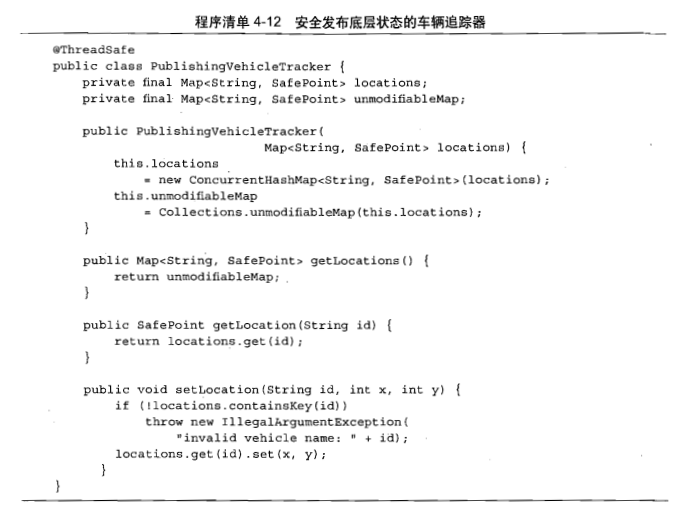 程序清单 4-12 安全发布底层状态的车辆追踪器
@ThreadSafe
public class PublishingVehicleTracker {
    private final Map<String, SafePoint> locations;
    private final Map<String, SafePoint> unmodifiableMap;

    public PublishingVehicleTracker(
                            Map<String, SafePoint> locations) {
        this.locations
            = new ConcurrentHashMap<String, SafePoint>(locations);
        this.unmodifiableMap
            = Collections.unmodifiableMap(this.locations);
    }

    public Map<String, SafePoint> getLocations() {
        return unmodifiableMap;
    }

    public SafePoint getLocation(String id) {
        return locations.get(id);
    }

    public void setLocation(String id, int x, int y) {
        if (!locations.containsKey(id))
            throw new IllegalArgumentException(
                "invalid vehicle name: " + id);
        locations.get(id).set(x, y);
      }
}